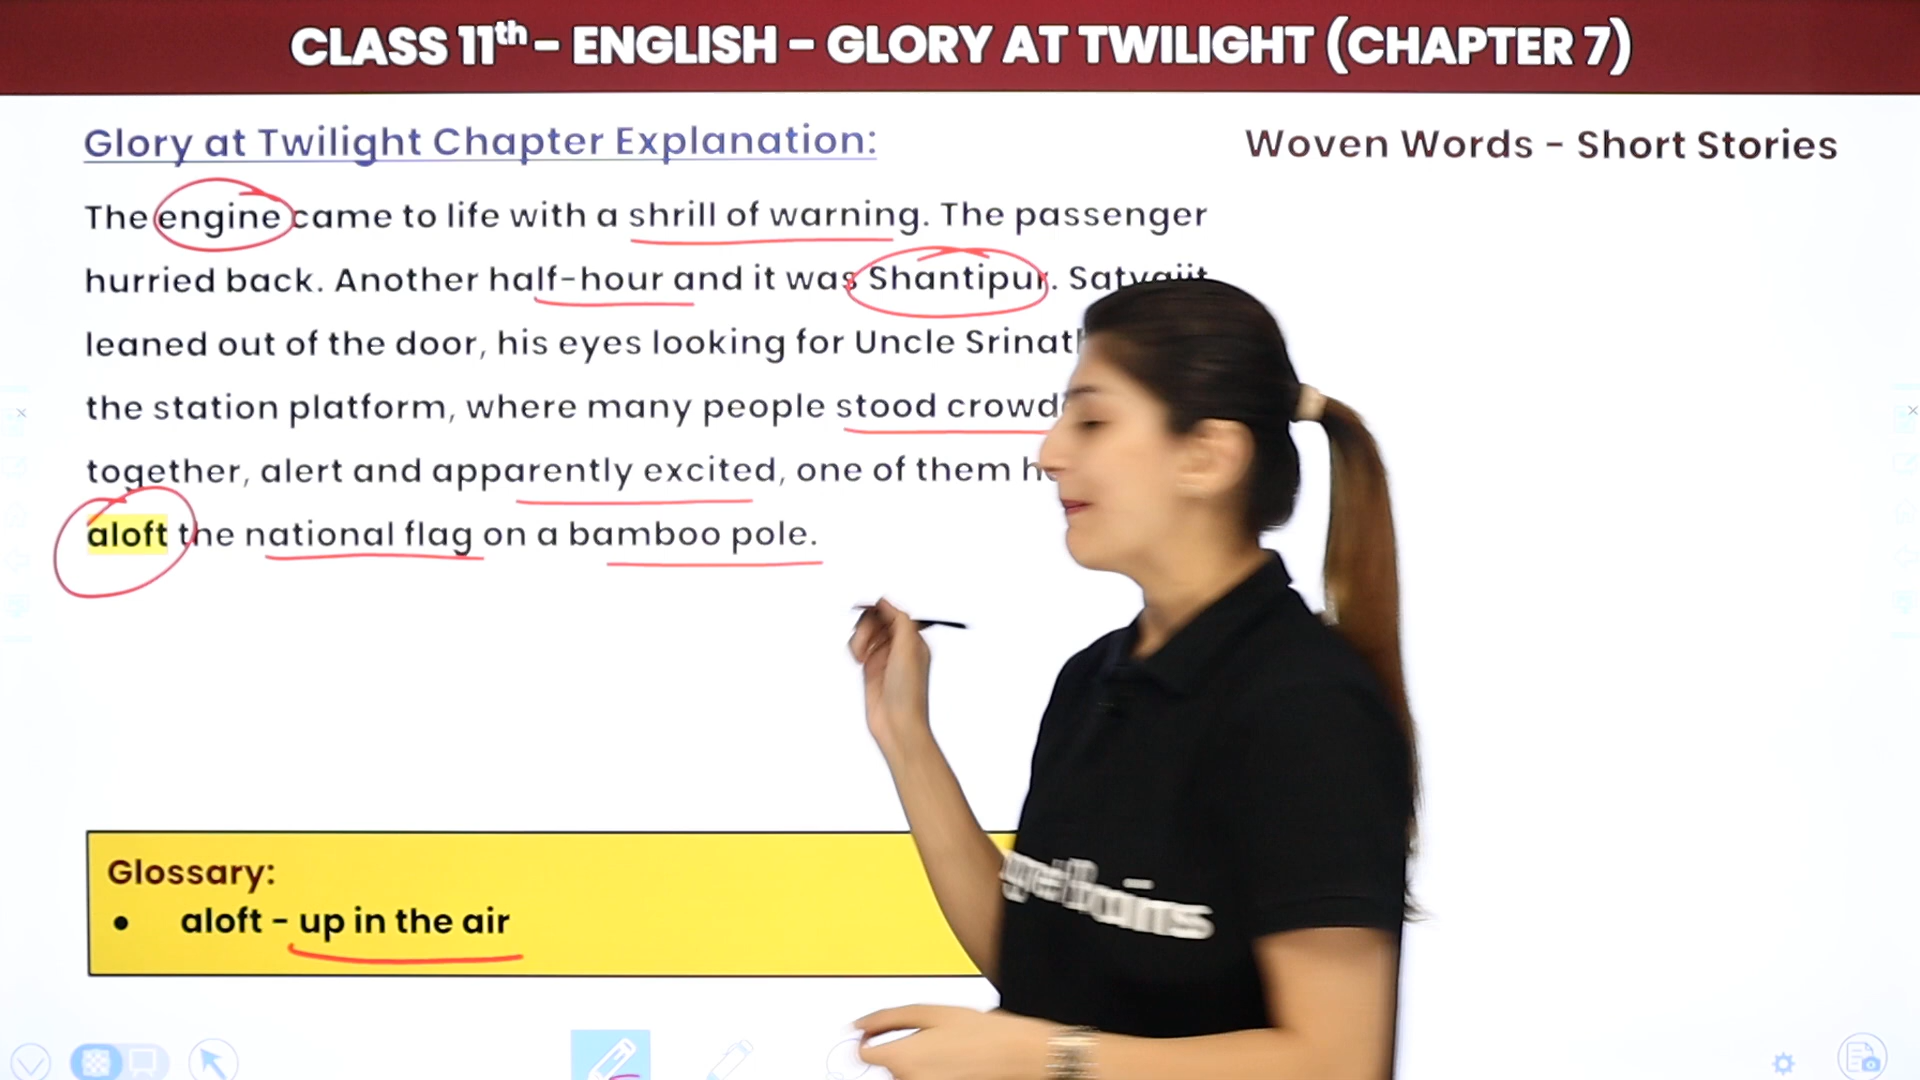 CLASS 11th – ENGLISH – GLORY AT TWILIGHT (CHAPTER 7)
Glory at Twilight Chapter Explanation:
Woven Words – Short Stories
The engine came to life with a shrill of warning. The passenger
hurried back. Another half-hour and it was Shantipur. Satyajit
leaned out of the door, his eyes looking for Uncle Srinath
the station platform, where many people stood
together, alert and apparently excited, one of them
aloft the national flag on a bamboo pole.
Glossary:
● aloft – up in the air